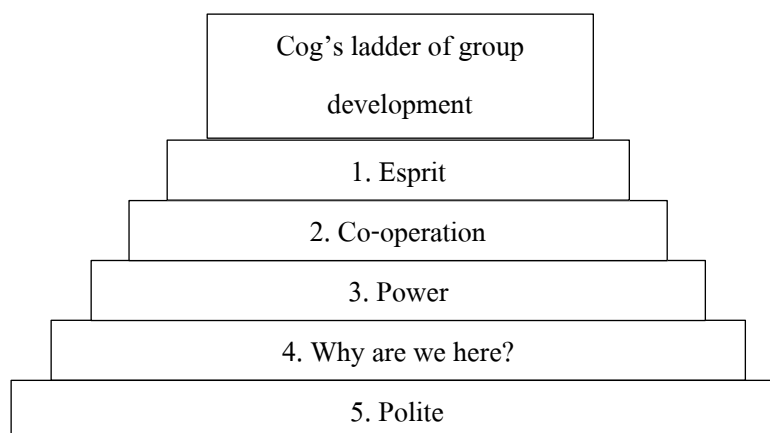 Cog’s ladder of group
development
1. Esprit
2. Co-operation
3. Power
4. Why are we here?
5. Polite